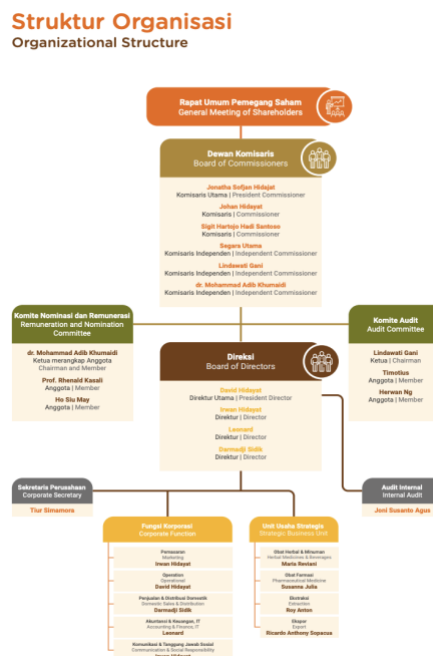 Struktur Organisasi
Organizational Structure
Rapat Umum Pemegang Saham
General Meeting of Shareholders
Dewan Komisaris
Board of Commissioners
Jonatha Sofjan Hidajat
Komisaris Utama | President Commissioner
Johan Hidayat
Komisaris | Commissioner
Sigit Hartojo Hadi Santoso
Komisaris | Commissioner
Segara Utama
Komisaris Independen | Independent Commissioner
Lindawati Gani
Komisaris Independen | Independent Commissioner
dr. Mohammad Adib Khumaidi
Komisaris Independen | Independent Commissioner
Komite Nominasi dan Remunerasi
Remuneration and Nomination
Committee
dr. Mohammad Adib Khumaidi
Ketua merangkap Anggota
Chairman and Member
Prof. Rhenald Kasali
Anggota | Member
Ho Siu May
Anggota | Member
Komite Audit
Audit Committee
Lindawati Gani
Ketua | Chairman
Timotius
Anggota | Member
Herwan Ng
Anggota | Member
Direksi
Board of Directors
David Hidayat
Direktur Utama | President Director
Irwan Hidayat
Direktur | Director
Leonard
Direktur | Director
Darmadji Sidik
Direktur | Director
Sekretaris Perusahaan
Corporate Secretary
Tiur Simamora
Audit Internal
Internal Audit
Joni Susanto Agus
Fungsi Korporasi
Corporate Function
Pemasaran
Marketing
Irwan Hidayat
Operation
Operational
David Hidayat
Penjualan & Distribusi Domestik
Domestic Sales & Distribution
Darmadji Sidik
Akuntansi & Keuangan, IT
Accounting & Finance, IT
Leonard
Komunikasi & Tanggung Jawab Sosial
Communication & Social Responsibility
Unit Usaha Strategis
Strategic Business Unit
Obat Herbal & Minuman
Herbal Medicines & Beverages
Maria Reviani
Obat Farmasi
Pharmaceutical Medicine
Susanna Julia
Ekstraksi
Extraction
Roy Anton
Ekspor
Export
Ricardo Anthony Sopacua